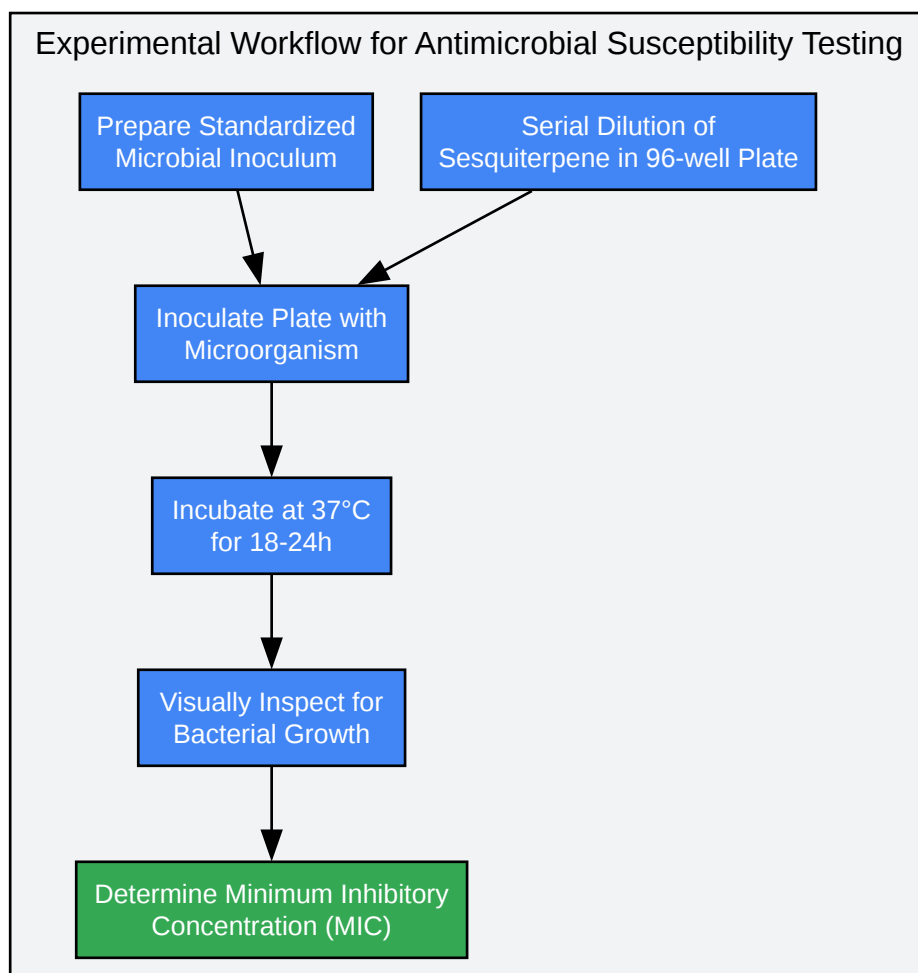 Experimental Workflow for Antimicrobial Susceptibility Testing
Prepare Standardized
Microbial Inoculum
Serial Dilution of
Sesquiterpene in 96-well Plate
Inoculate Plate with
Microorganism
Incubate at 37°C
for 18-24h
Visually Inspect for
Bacterial Growth
Determine Minimum Inhibitory
Concentration (MIC)